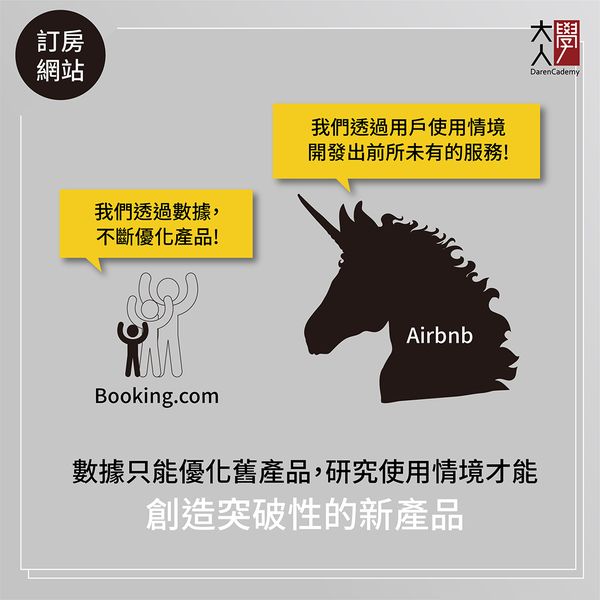 訂房
網站
大人學
DarenCademy
我們透過用戶使用情境
開發出前所未有的服務!
我們透過數據，
不斷優化產品!
Airbnb
Booking.com
數據只能優化舊產品，研究使用情境才能
創造突破性的新產品